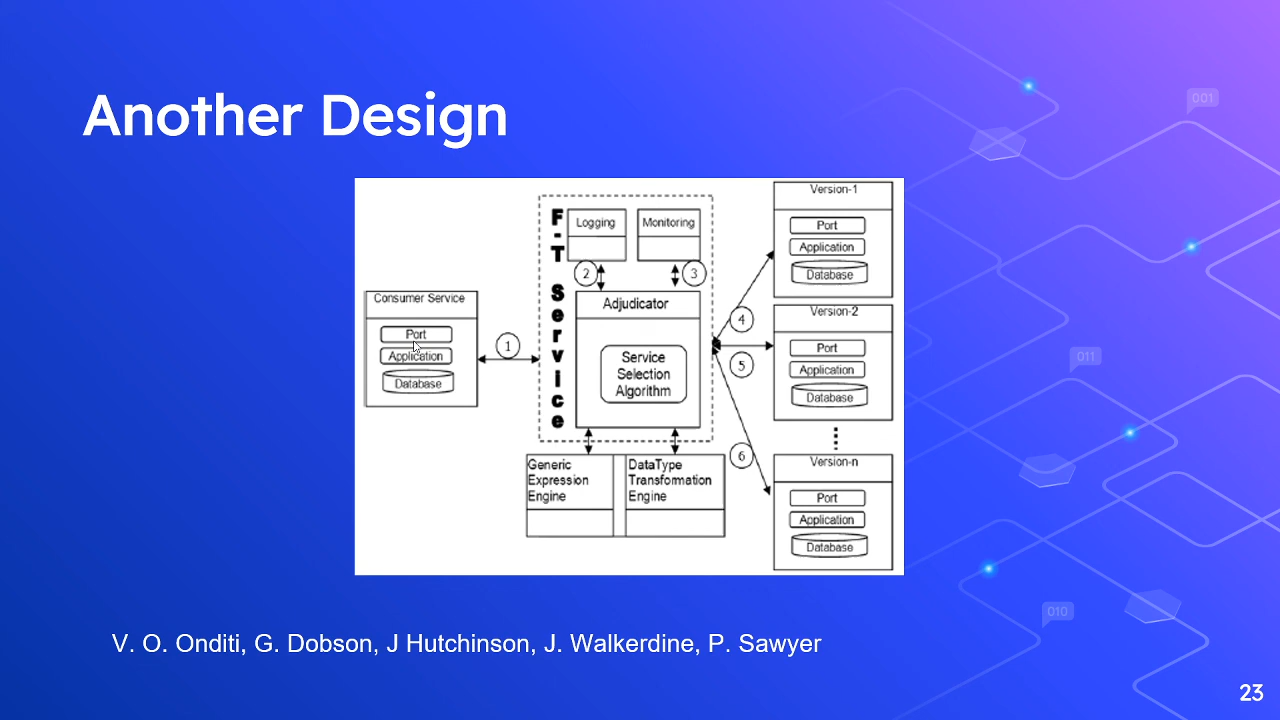 Another Design
Consumer Service
Port
Application
Database
1
F-T Service
Logging
Monitoring
2
3
Adjudicator
Service
Selection
Algorithm
Generic
Expression
Engine
DataType
Transformation
Engine
4
5
6
Version-1
Port
Application
Database
Version-2
Port
Application
Database
Version-n
Port
Application
Database
001
011
010
V. O. Onditi, G. Dobson, J Hutchinson, J. Walkerdine, P. Sawyer
23